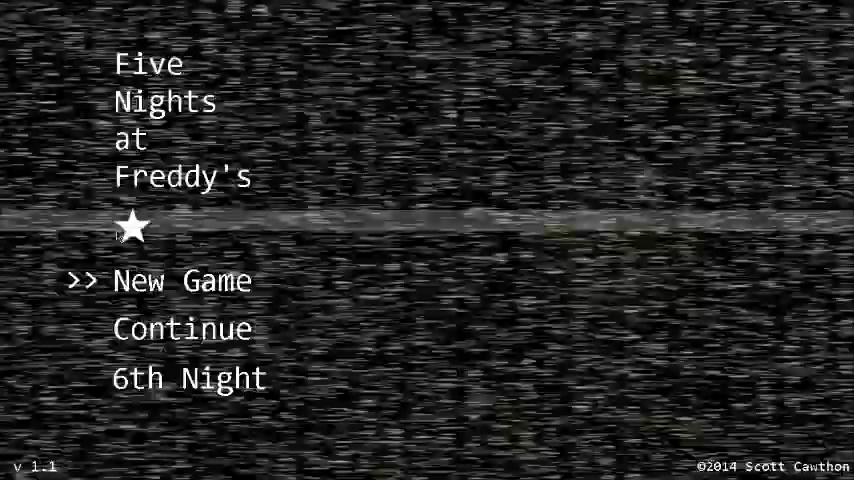 Five
Nights
at
Freddy's
>> New Game
Continue
6th Night
v 1.1
©2014 Scott Cawthon